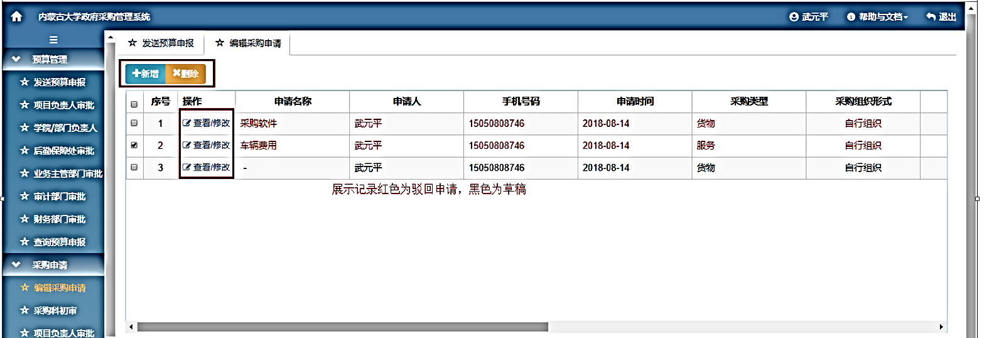 内蒙古大学政府采购管理系统 武元平 帮助与文档 退出
发送预算申报 编辑采购申请
预算管理
发送预算申报
项目负责人审批
学院/部门负责人
后勤保障处审批
业务主管部门审批
审计部门审批
财务部门审批
查询预算申报
采购申请
编辑采购申请
采购科初审
项目负责人审批
新增 删除
序号 操作 申请名称 申请人 手机号码 申请时间 采购类型 采购组织形式
1 查看/修改 采购软件 武元平 15050808746 2018-08-14 货物 自行组织
2 查看/修改 车辆费用 武元平 15050808746 2018-08-14 服务 自行组织
3 查看/修改 - 武元平 15050808746 2018-08-14 货物 自行组织
展示记录红色为驳回申请，黑色为草稿